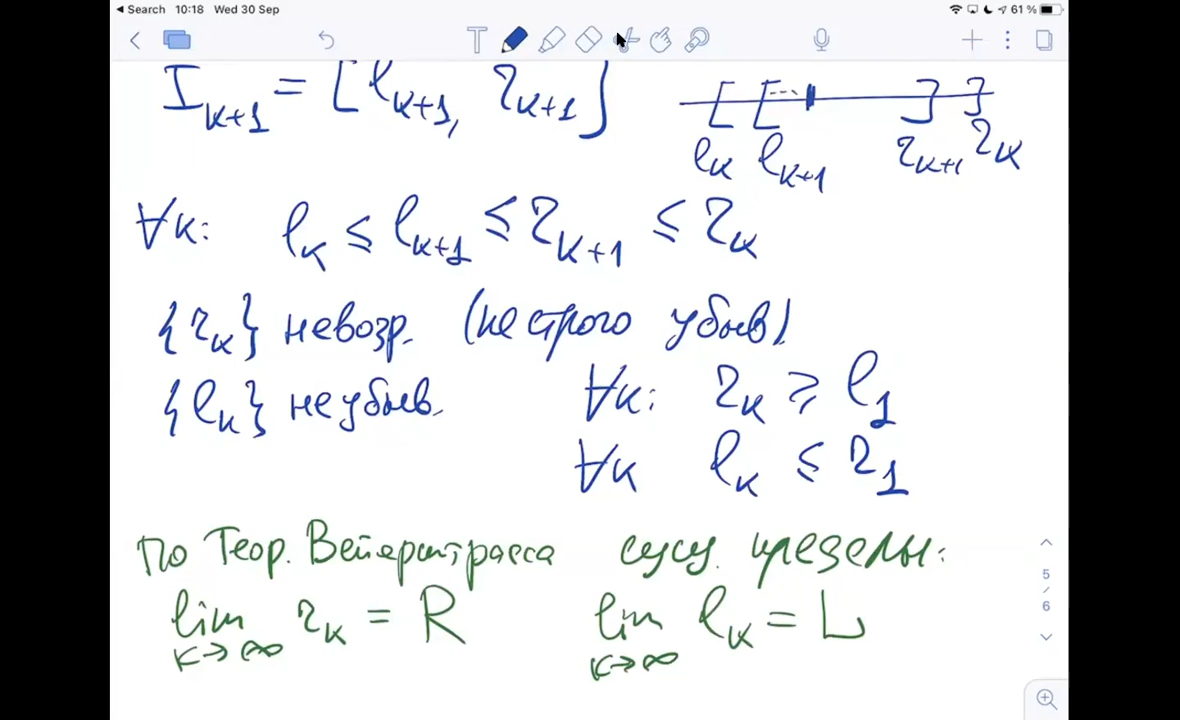 Search 10:18 Wed 30 Sep 61 %
I_{k+1} = [l_{k+1}, r_{k+1}]
l_k l_{k+1} r_{k+1} r_k
∀k: l_k ≤ l_{k+1} ≤ r_{k+1} ≤ r_k
{r_k} невозр. (нестрого убыв)
{l_k} неубыв. ∀k: r_k ⩾ l_1
∀k l_k ≤ r_1
По Теор. Вейерштрасса сущ. пределы:
lim_{k→∞} r_k = R lim_{k→∞} l_k = L
5
/
6